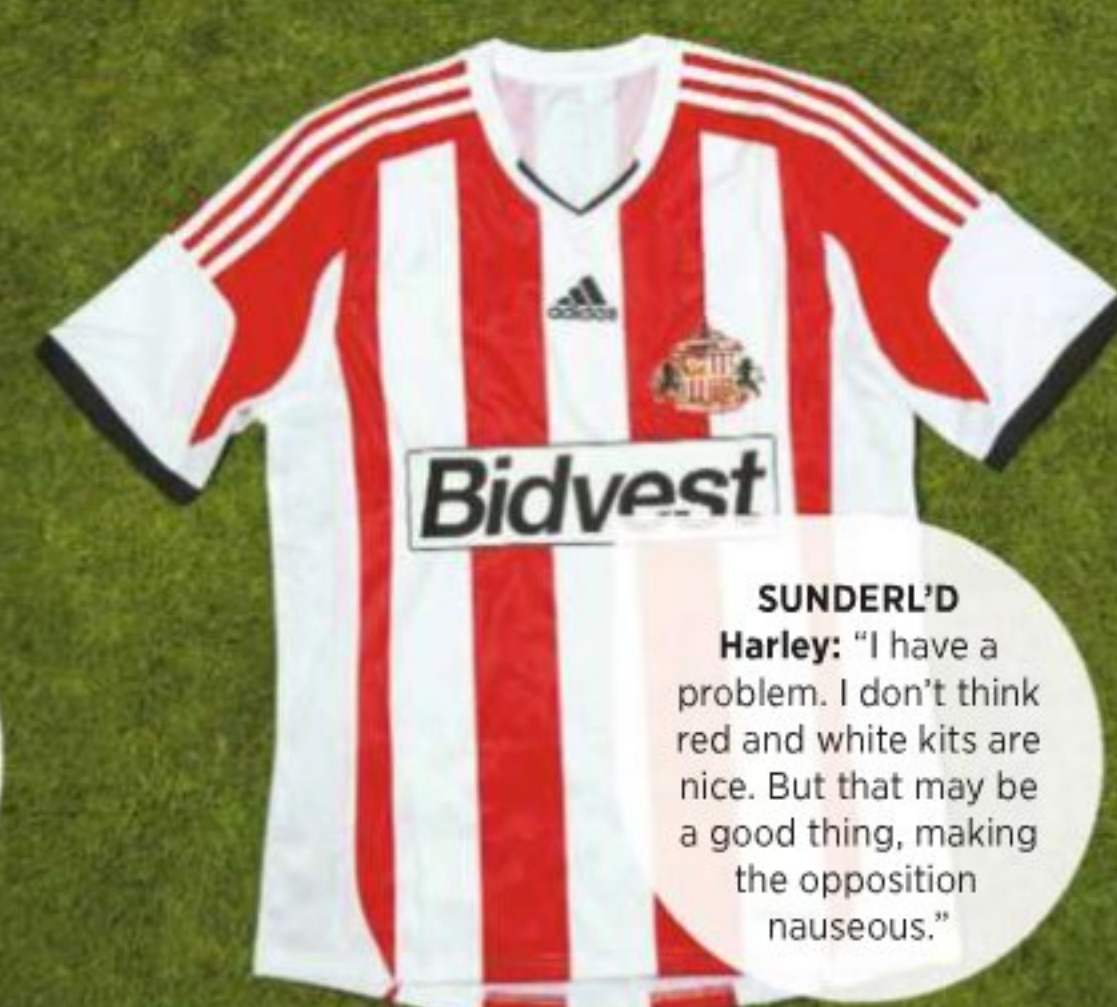 adidas
Bidvest
SUNDERL’D
Harley: “I have a
problem. I don’t think
red and white kits are
nice. But that may be
a good thing, making
the opposition
nauseous.”